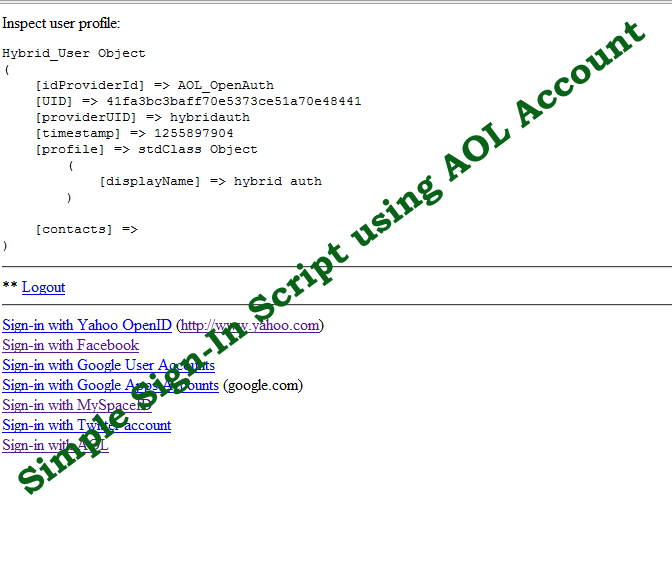 Inspect user profile:
Hybrid_User Object
(
[idProviderId] => AOL_OpenAuth
[UID] => 41fa3bc3baff70e5373ce51a70e48441
[providerUID] => hybridauth
[timestamp] => 1255897904
[profile] => stdClass Object
(
[displayName] => hybrid auth
)
[contacts] =>
)
** Logout
Sign-in with Yahoo OpenID (http://www.yahoo.com)
Sign-in with Facebook
Sign-in with Google User Accounts
Sign-in with Google Apps Accounts (google.com)
Sign-in with MySpaceID
Sign-in with Twitter account
Sign-in with AOL
Simple Sign-In Script using AOL Account